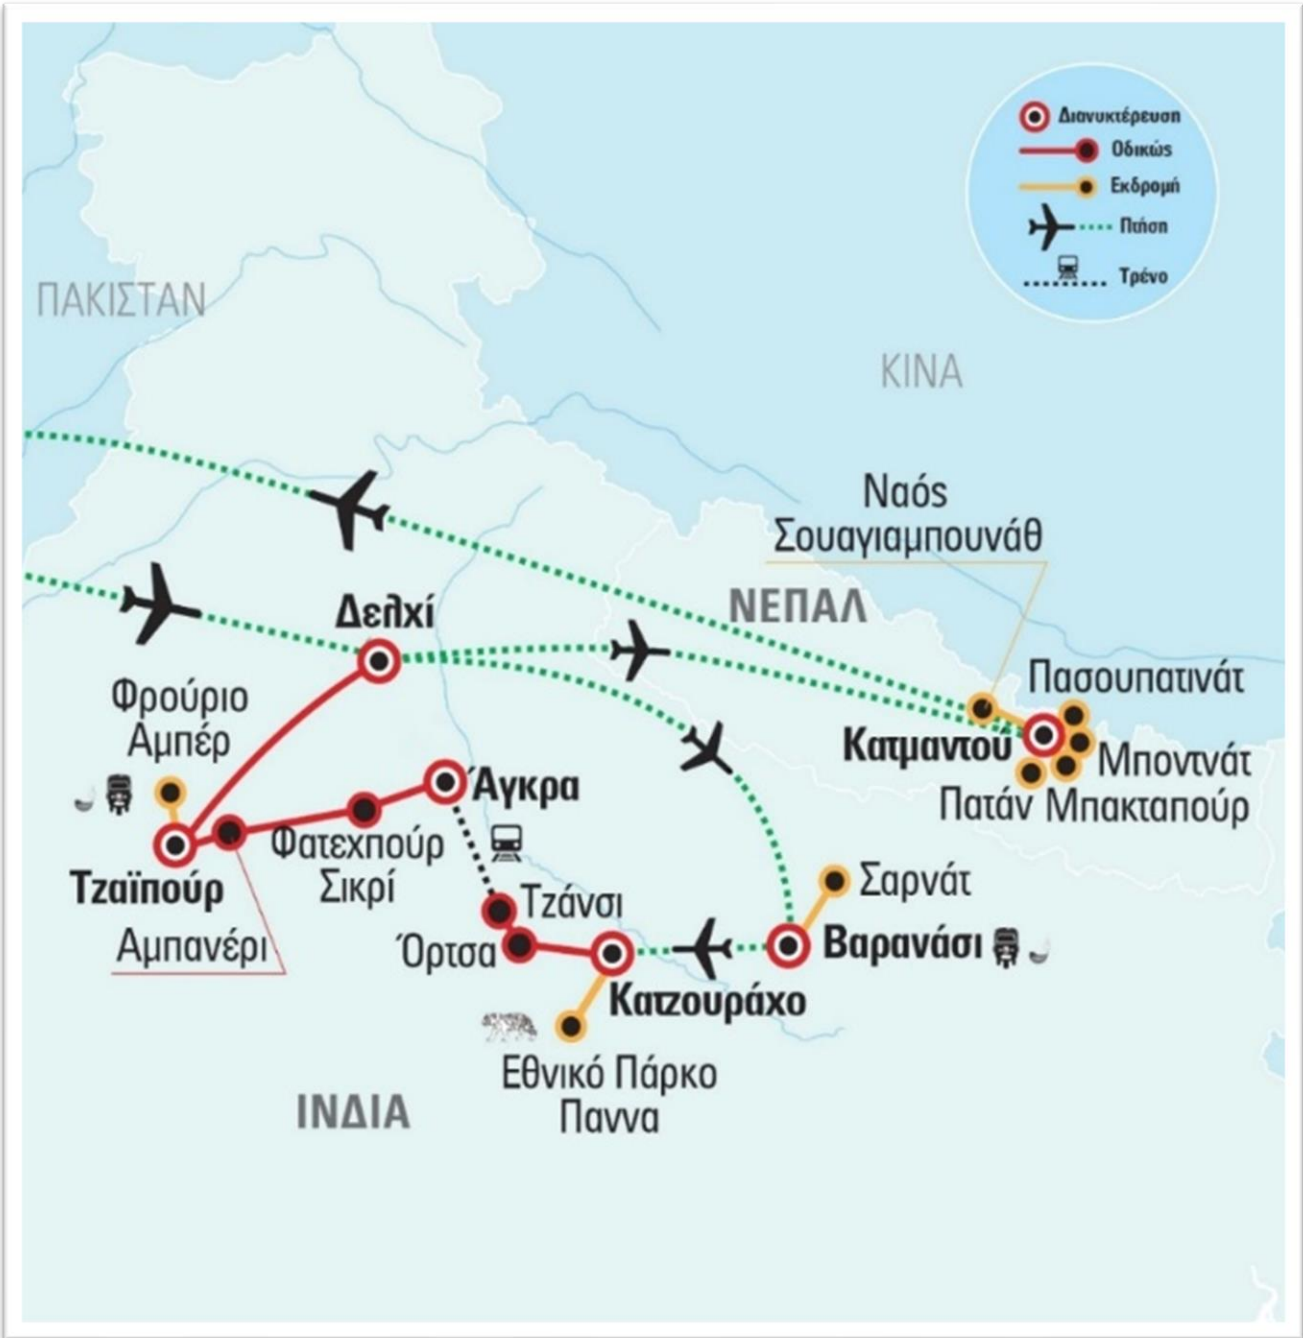 Διανυκτέρευση
Οδικώς
Εκδρομή
Πτήση
Τρένο
ΠΑΚΙΣΤΑΝ
ΚΙΝΑ
Ναός
Σουαγιαμπουνάθ
ΝΕΠΑΛ
Δελχί
Πασουπατινάτ
Φρούριο
Αμπέρ
Κατμαντού
Μποντνάτ
Πατάν
Μπακταπούρ
Άγκρα
Φατεχπούρ
Σικρί
Τζαϊπούρ
Αμπανέρι
Τζάνσι
Όρτσα
Σαρνάτ
Βαρανάσι
Κατζουράχο
Εθνικό Πάρκο
Παννα
ΙΝΔΙΑ